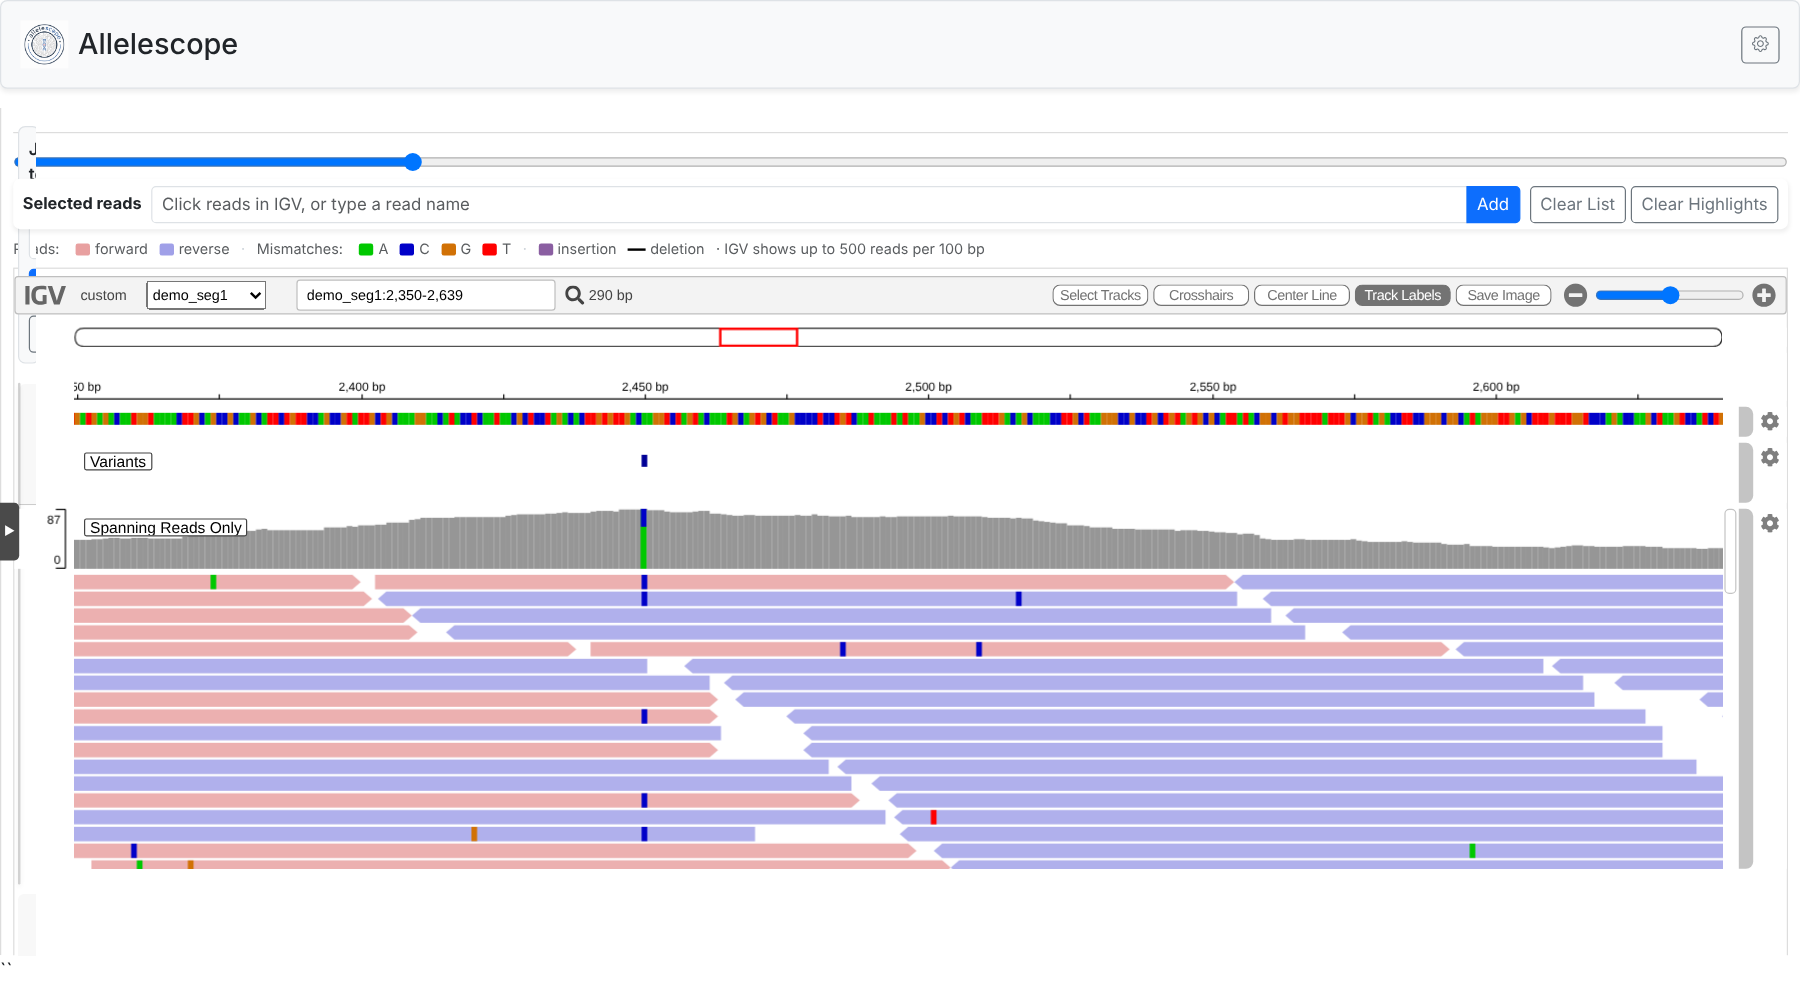 Allelescope
Selected reads Click reads in IGV, or type a read name Add Clear List Clear Highlights
forward reverse · Mismatches: A C G T · insertion deletion · IGV shows up to 500 reads per 100 bp
IGV custom demo_seg1 demo_seg1:2,350-2,639 290 bp Select Tracks Crosshairs Center Line Track Labels Save Image
50 bp 2,400 bp 2,450 bp 2,500 bp 2,550 bp 2,600 bp
Variants
87 Spanning Reads Only
0
``